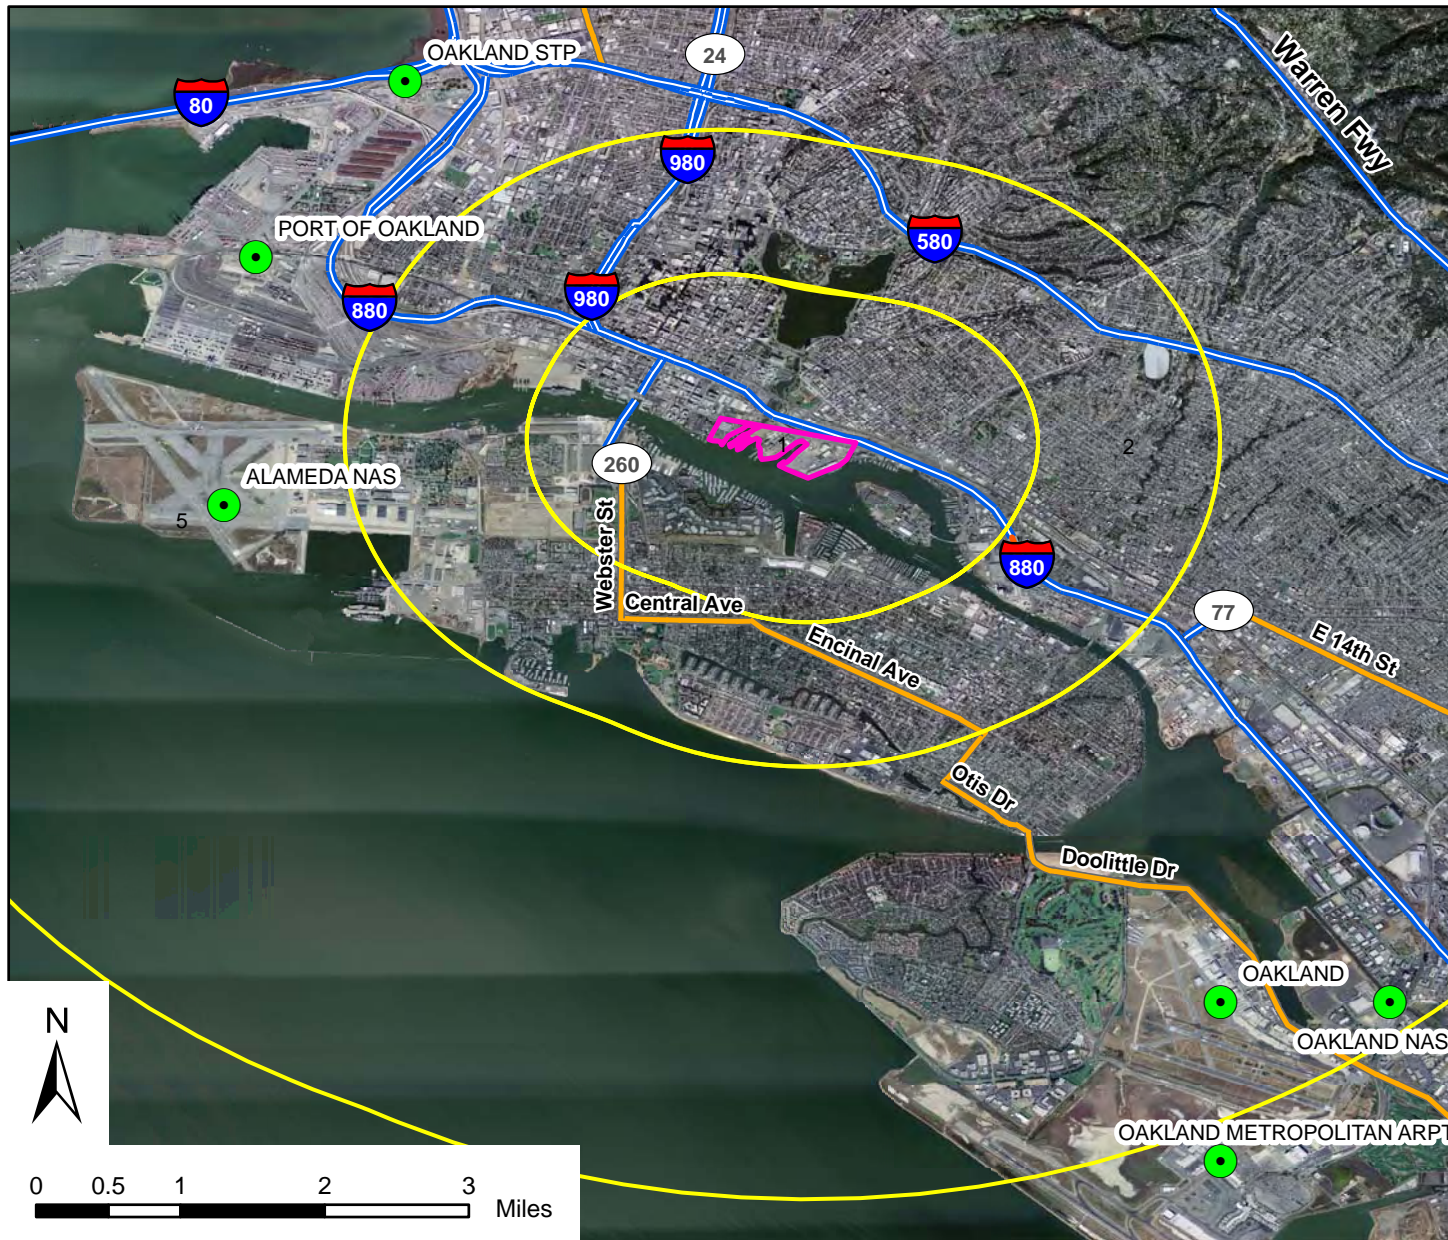 OAKLAND STP
24
80
Warren Fwy
980
PORT OF OAKLAND
580
880
980
1
2
260
ALAMEDA NAS
5
Webster St
880
Central Ave
77
Encinal Ave
E 14th St
Otis Dr
Doolittle Dr
OAKLAND
1
N
OAKLAND NAS
OAKLAND METROPOLITAN ARPT
0 0.5 1 2 3
Miles